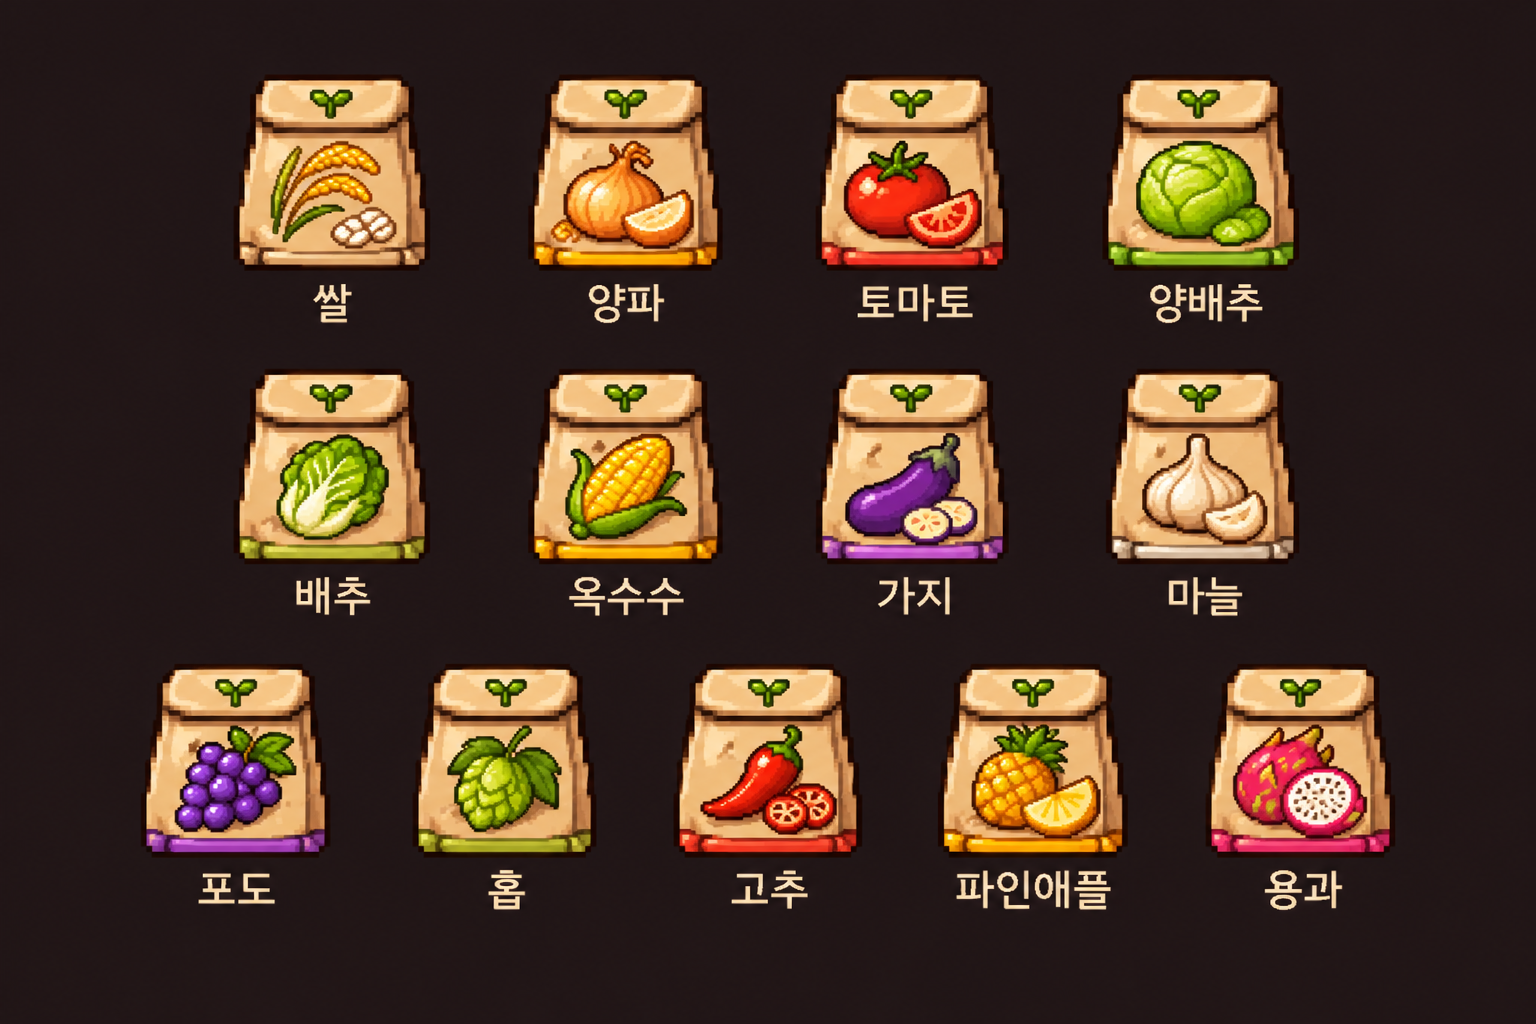 쌀 양파 토마토 양배추
배추 옥수수 가지 마늘
포도 홉 고추 파인애플 용과